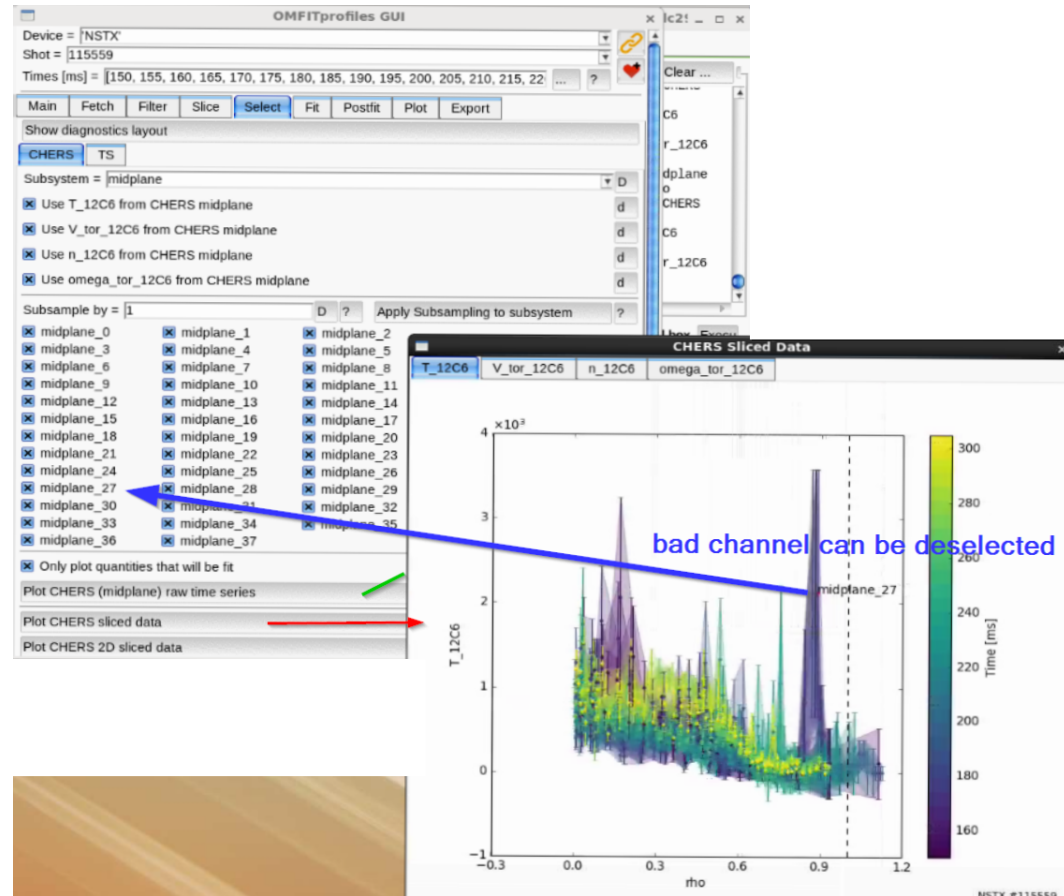 OMFITprofiles GUI
Device = 'NSTX'
Shot = 115559
Times [ms] = [150, 155, 160, 165, 170, 175, 180, 185, 190, 195, 200, 205, 210, 215, 22 ... ?
Main Fetch Filter Slice Select Fit Postfit Plot Export
Show diagnostics layout
CHERS TS
Subsystem = midplane D
Use T_12C6 from CHERS midplane d
Use V_tor_12C6 from CHERS midplane d
Use n_12C6 from CHERS midplane d
Use omega_tor_12C6 from CHERS midplane d
Subsample by = 1 D ? Apply Subsampling to subsystem ?
midplane_0 midplane_1 midplane_2
midplane_3 midplane_4 midplane_5
midplane_6 midplane_7 midplane_8
midplane_9 midplane_10 midplane_11
midplane_12 midplane_13 midplane_14
midplane_15 midplane_16 midplane_17
midplane_18 midplane_19 midplane_20
midplane_21 midplane_22 midplane_23
midplane_24 midplane_25 midplane_26
midplane_27 midplane_28 midplane_29
midplane_30 midplane_31 midplane_32
midplane_33 midplane_34 midplane_35
midplane_36 midplane_37
Only plot quantities that will be fit
Plot CHERS (midplane) raw time series
Plot CHERS sliced data
Plot CHERS 2D sliced data
Clear ...
C6
r_12C6
dplane
o
CHERS
C6
r_12C6
CHERS Sliced Data
T_12C6 V_tor_12C6 n_12C6 omega_tor_12C6
×10³
4
3
2
1
0
−1
T_12C6
−0.3 0.0 0.3 0.6 0.9 1.2
rho
bad channel can be deselected
midplane_27
300
280
260
240
220
200
180
160
Time [ms]
NSTX #115559